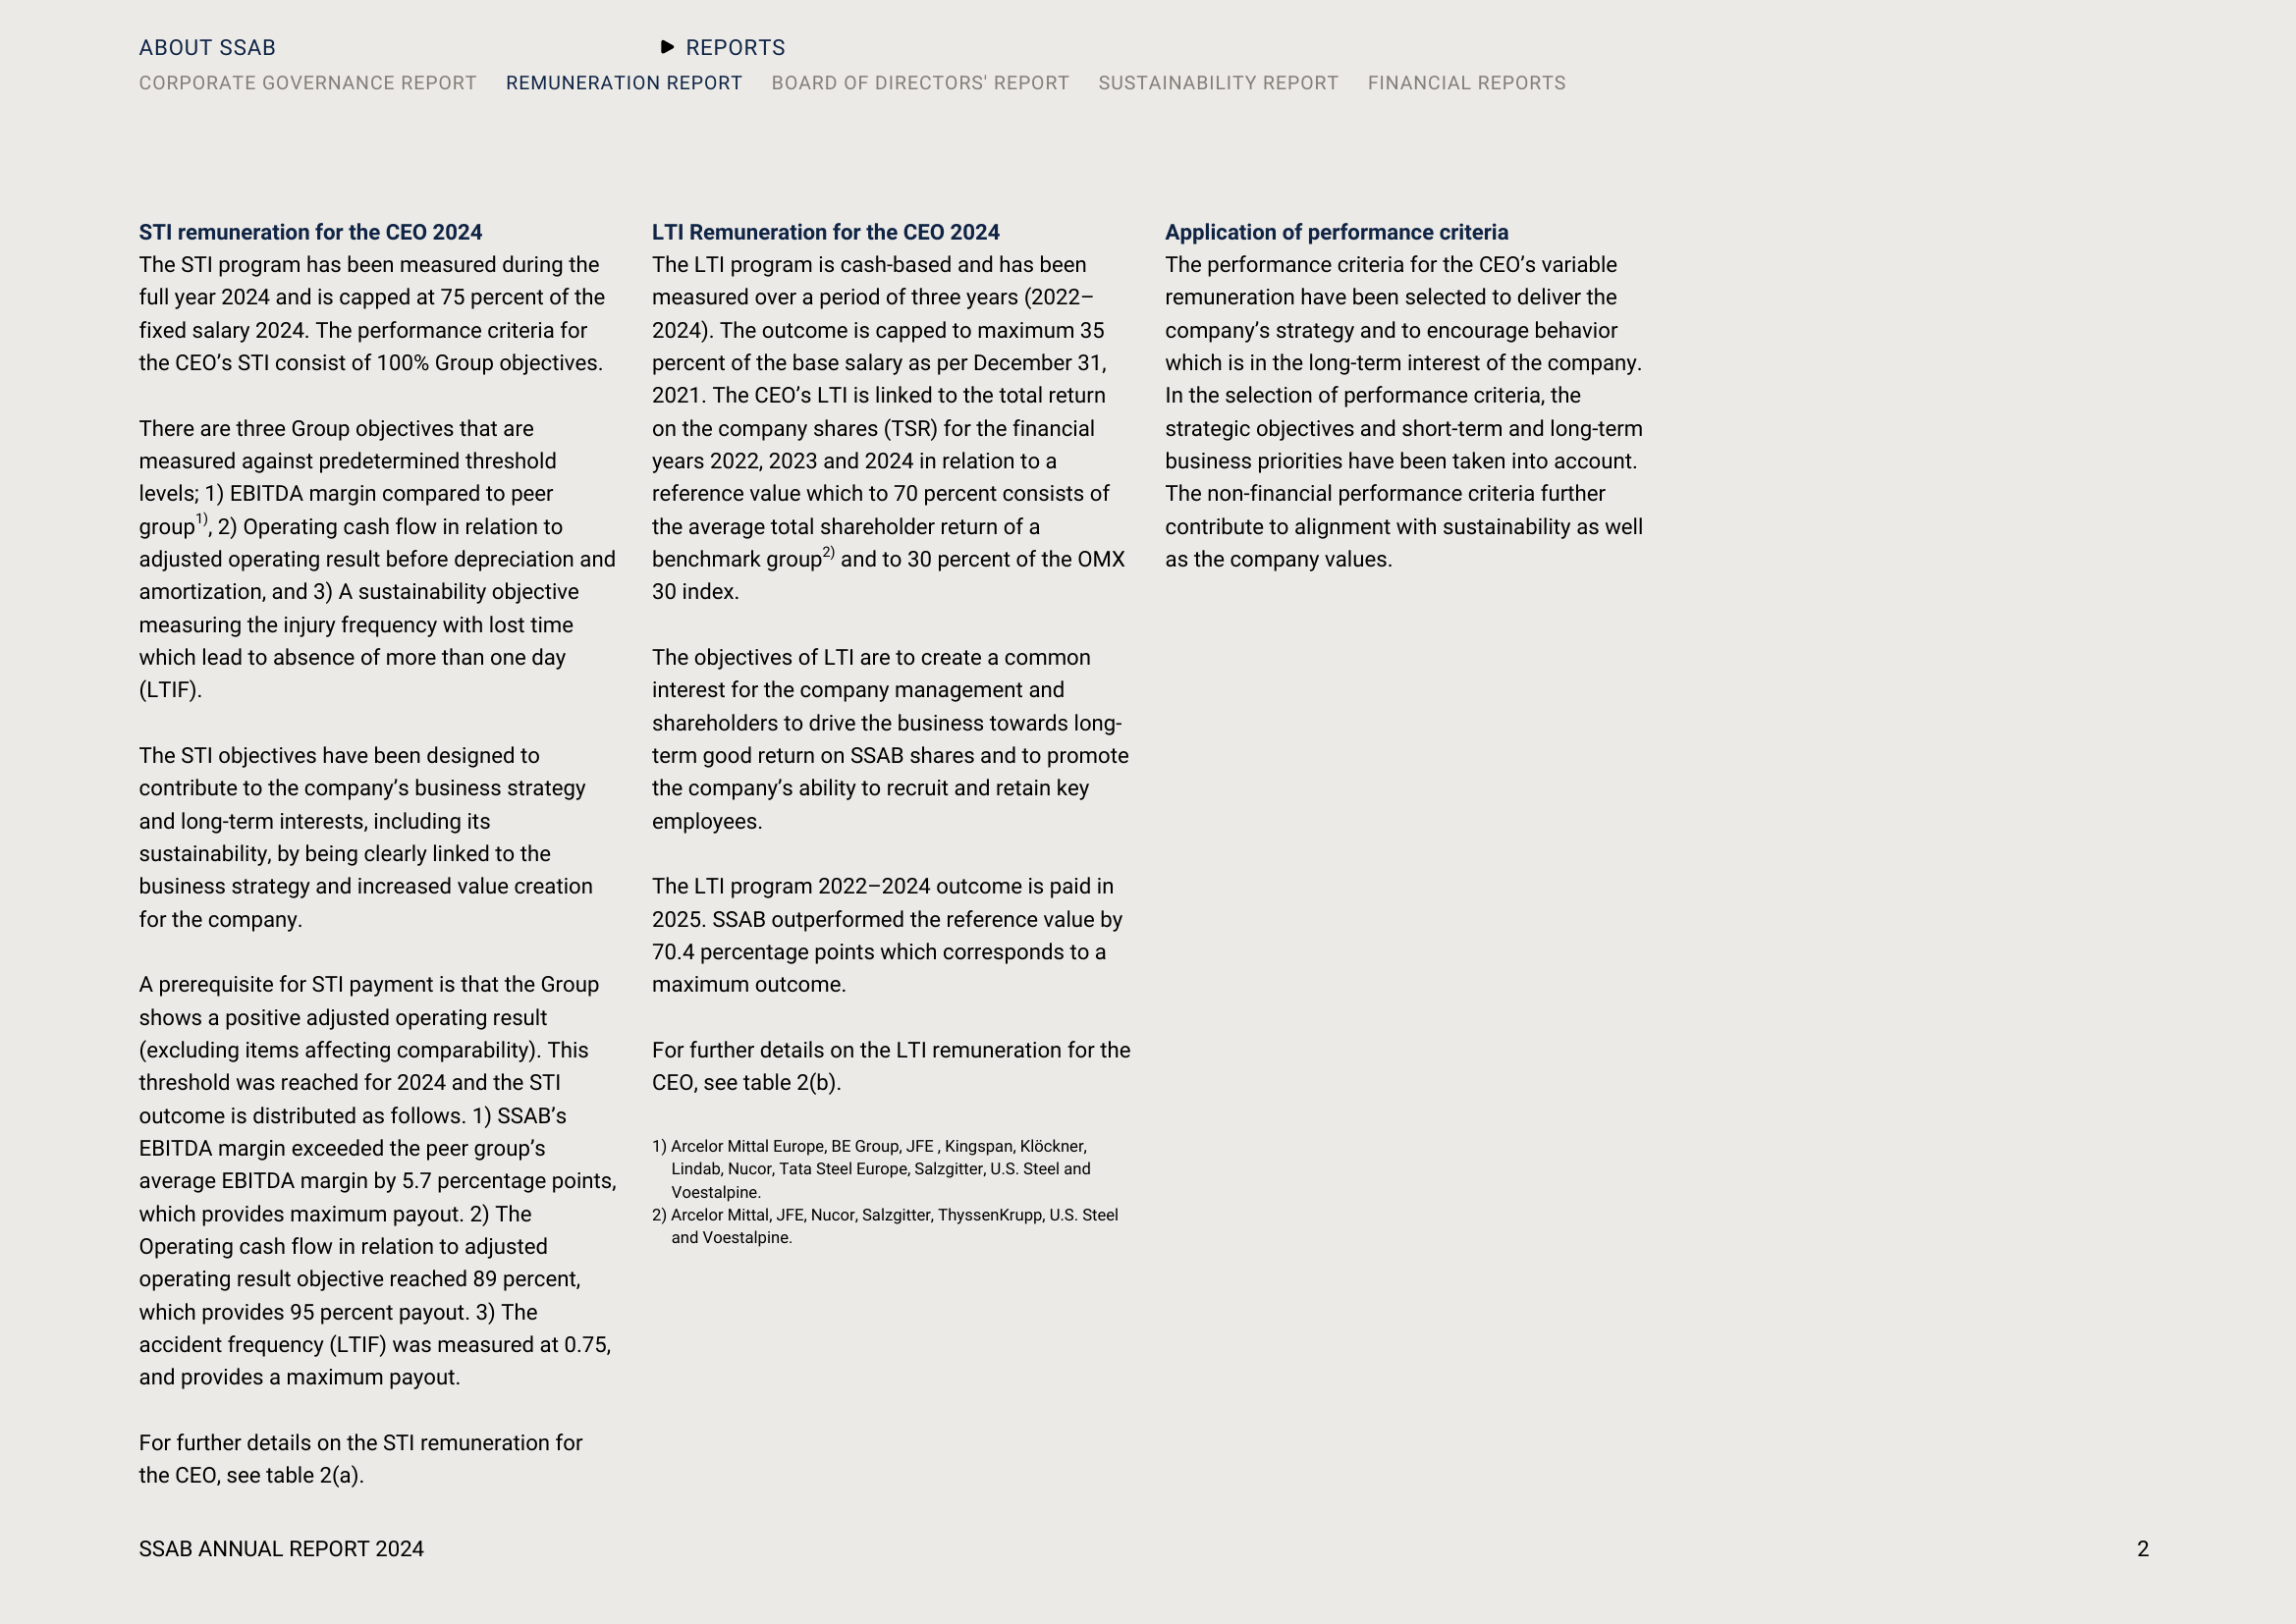 ABOUT SSAB
REPORTS
CORPORATE GOVERNANCE REPORT
REMUNERATION REPORT
BOARD OF DIRECTORS' REPORT
SUSTAINABILITY REPORT
FINANCIAL REPORTS
STI remuneration for the CEO 2024
The STI program has been measured during the
full year 2024 and is capped at 75 percent of the
fixed salary 2024. The performance criteria for
the CEO’s STI consist of 100% Group objectives.
There are three Group objectives that are
measured against predetermined threshold
levels; 1) EBITDA margin compared to peer
group1), 2) Operating cash flow in relation to
adjusted operating result before depreciation and
amortization, and 3) A sustainability objective
measuring the injury frequency with lost time
which lead to absence of more than one day
(LTIF).
The STI objectives have been designed to
contribute to the company’s business strategy
and long-term interests, including its
sustainability, by being clearly linked to the
business strategy and increased value creation
for the company.
A prerequisite for STI payment is that the Group
shows a positive adjusted operating result
(excluding items affecting comparability). This
threshold was reached for 2024 and the STI
outcome is distributed as follows. 1) SSAB’s
EBITDA margin exceeded the peer group’s
average EBITDA margin by 5.7 percentage points,
which provides maximum payout. 2) The
Operating cash flow in relation to adjusted
operating result objective reached 89 percent,
which provides 95 percent payout. 3) The
accident frequency (LTIF) was measured at 0.75,
and provides a maximum payout.
For further details on the STI remuneration for
the CEO, see table 2(a).
LTI Remuneration for the CEO 2024
The LTI program is cash-based and has been
measured over a period of three years (2022–
2024). The outcome is capped to maximum 35
percent of the base salary as per December 31,
2021. The CEO’s LTI is linked to the total return
on the company shares (TSR) for the financial
years 2022, 2023 and 2024 in relation to a
reference value which to 70 percent consists of
the average total shareholder return of a
benchmark group2) and to 30 percent of the OMX
30 index.
The objectives of LTI are to create a common
interest for the company management and
shareholders to drive the business towards long-
term good return on SSAB shares and to promote
the company’s ability to recruit and retain key
employees.
The LTI program 2022–2024 outcome is paid in
2025. SSAB outperformed the reference value by
70.4 percentage points which corresponds to a
maximum outcome.
For further details on the LTI remuneration for the
CEO, see table 2(b).
1) Arcelor Mittal Europe, BE Group, JFE , Kingspan, Klöckner,
Lindab, Nucor, Tata Steel Europe, Salzgitter, U.S. Steel and
Voestalpine.
2) Arcelor Mittal, JFE, Nucor, Salzgitter, ThyssenKrupp, U.S. Steel
and Voestalpine.
Application of performance criteria
The performance criteria for the CEO’s variable
remuneration have been selected to deliver the
company’s strategy and to encourage behavior
which is in the long-term interest of the company.
In the selection of performance criteria, the
strategic objectives and short-term and long-term
business priorities have been taken into account.
The non-financial performance criteria further
contribute to alignment with sustainability as well
as the company values.
SSAB ANNUAL REPORT 2024
2